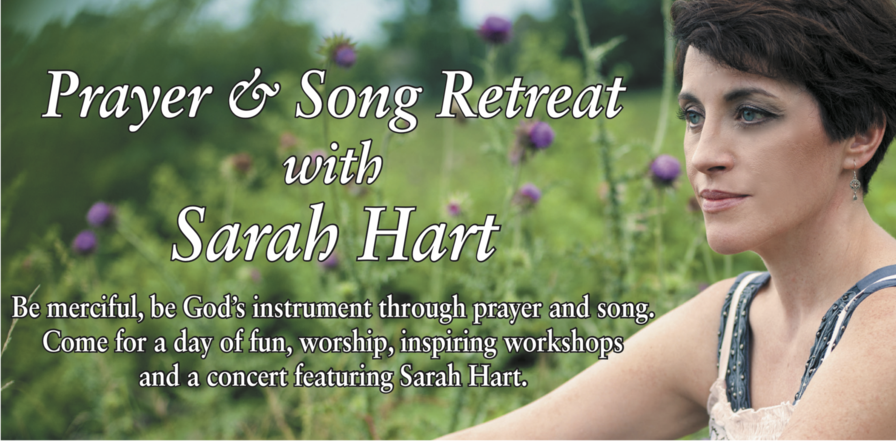 Prayer & Song Retreat
with
Sarah Hart
Be merciful, be God's instrument through prayer and song.
Come for a day of fun, worship, inspiring workshops
and a concert featuring Sarah Hart.